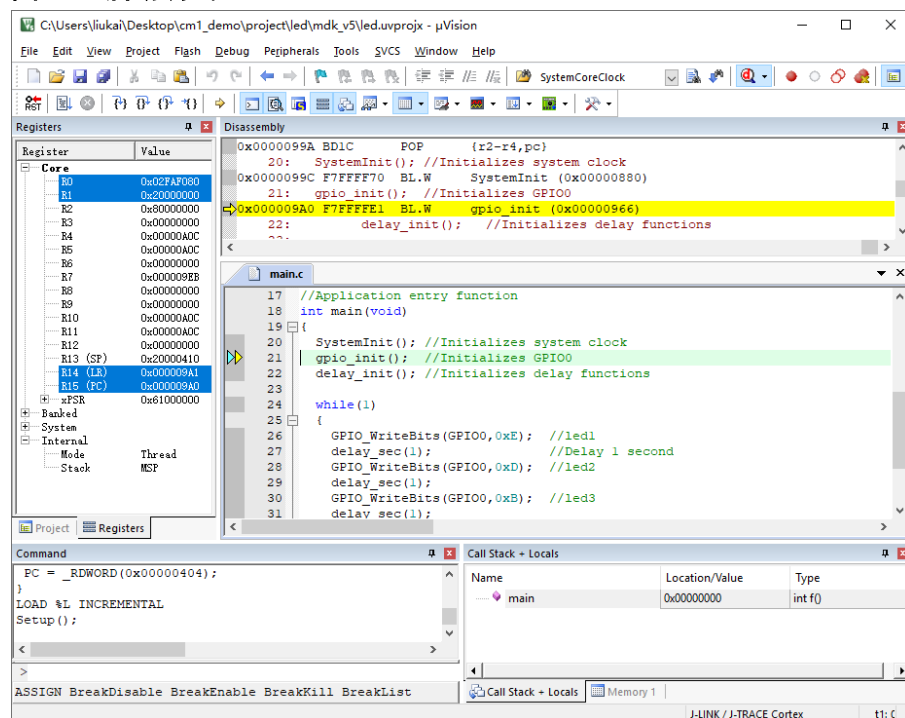 C:\Users\liukai\Desktop\cm1_demo\project\led\mdk_v5\led.uvprojx - µVision
File Edit View Project Flash Debug Peripherals Tools SVCS Window Help
SystemCoreClock
RST
Registers
Register Value
Core
R0 0x02FAF080
R1 0x20000000
R2 0x80000000
R3 0x00000000
R4 0x00000A0C
R5 0x00000A0C
R6 0x00000000
R7 0x000009EB
R8 0x00000000
R9 0x00000000
R10 0x00000A0C
R11 0x00000A0C
R12 0x00000000
R13 (SP) 0x20000410
R14 (LR) 0x000009A1
R15 (PC) 0x000009A0
xPSR 0x61000000
Banked
System
Internal
Mode Thread
Stack MSP
Project Registers
Disassembly
0x0000099A BD1C POP {r2-r4,pc}
20: SystemInit(); //Initializes system clock
0x0000099C F7FFFF70 BL.W SystemInit (0x00000880)
21: gpio_init(); //Initializes GPIO0
0x000009A0 F7FFFFE1 BL.W gpio_init (0x00000966)
22: delay_init(); //Initializes delay functions
main.c
17 //Application entry function
18 int main(void)
19 {
20 SystemInit(); //Initializes system clock
21 gpio_init(); //Initializes GPIO0
22 delay_init(); //Initializes delay functions
23
24 while(1)
25 {
26 GPIO_WriteBits(GPIO0,0xE); //led1
27 delay_sec(1); //Delay 1 second
28 GPIO_WriteBits(GPIO0,0xD); //led2
29 delay_sec(1);
30 GPIO_WriteBits(GPIO0,0xB); //led3
31 delay_sec(1);
Command
PC = _RDWORD(0x00000404);
}
LOAD %L INCREMENTAL
Setup();
>
ASSIGN BreakDisable BreakEnable BreakKill BreakList
Call Stack + Locals
Name Location/Value Type
main 0x00000000 int f()
Call Stack + Locals Memory 1
J-LINK / J-TRACE Cortex t1: